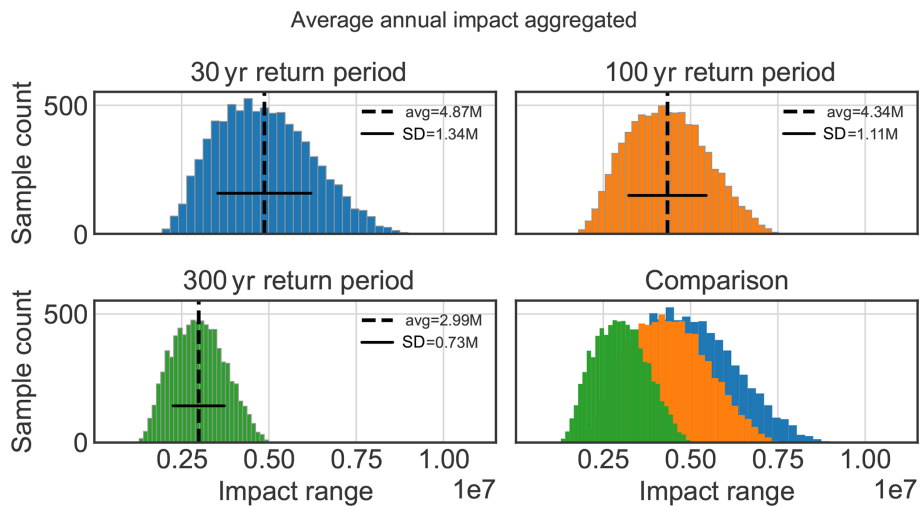 Average annual impact aggregated
30 yr return period
100 yr return period
Sample count
500
0
avg=4.87M
SD=1.34M
avg=4.34M
SD=1.11M
300 yr return period
Comparison
Sample count
500
0
avg=2.99M
SD=0.73M
0.25 0.50 0.75 1.00
1e7
Impact range
0.25 0.50 0.75 1.00
1e7
Impact range